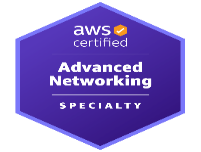 aws
certified
Advanced
Networking
SPECIALTY